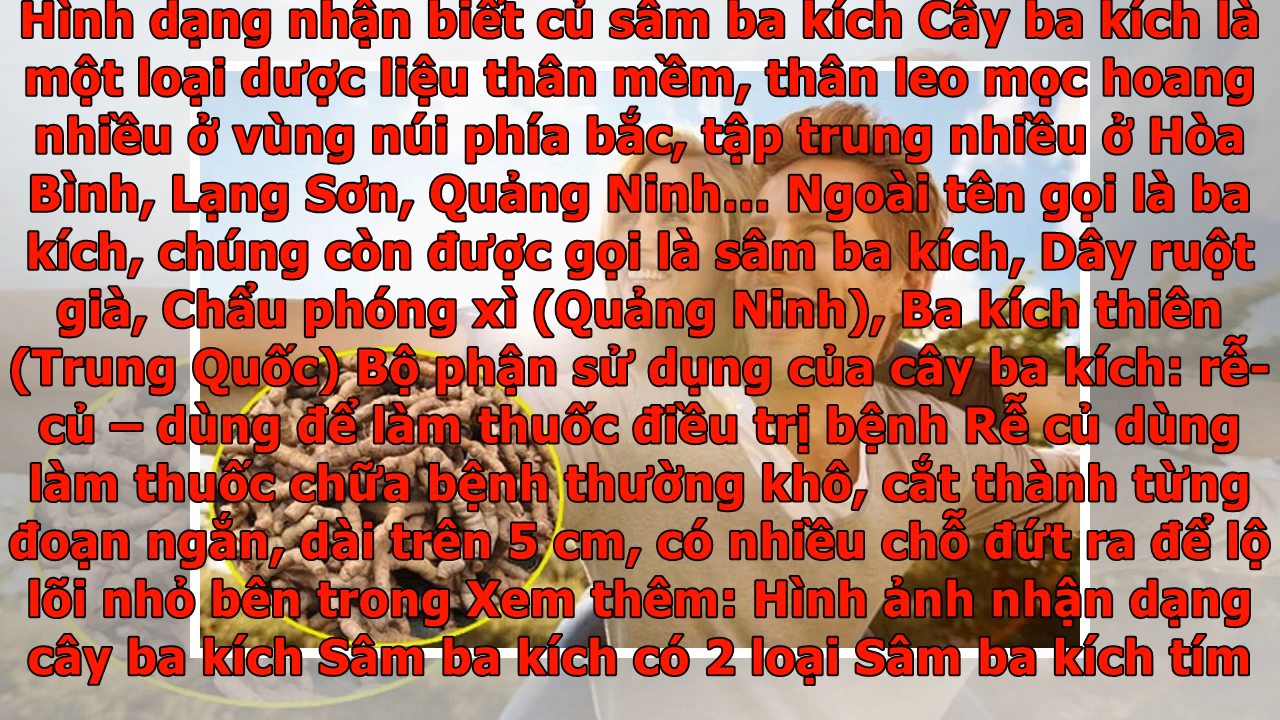 Hình dạng nhận biết củ sâm ba kích Cây ba kích là
một loại dược liệu thân mềm, thân leo mọc hoang
nhiều ở vùng núi phía bắc, tập trung nhiều ở Hòa
Bình, Lạng Sơn, Quảng Ninh... Ngoài tên gọi là ba
kích, chúng còn được gọi là sâm ba kích, Dây ruột
già, Chẩu phóng xì (Quảng Ninh), Ba kích thiên
(Trung Quốc) Bộ phận sử dụng của cây ba kích: rễ-
củ – dùng để làm thuốc điều trị bệnh Rễ củ dùng
làm thuốc chữa bệnh thường khô, cắt thành từng
đoạn ngắn, dài trên 5 cm, có nhiều chỗ đứt ra để lộ
lõi nhỏ bên trong Xem thêm: Hình ảnh nhận dạng
cây ba kích Sâm ba kích có 2 loại Sâm ba kích tím